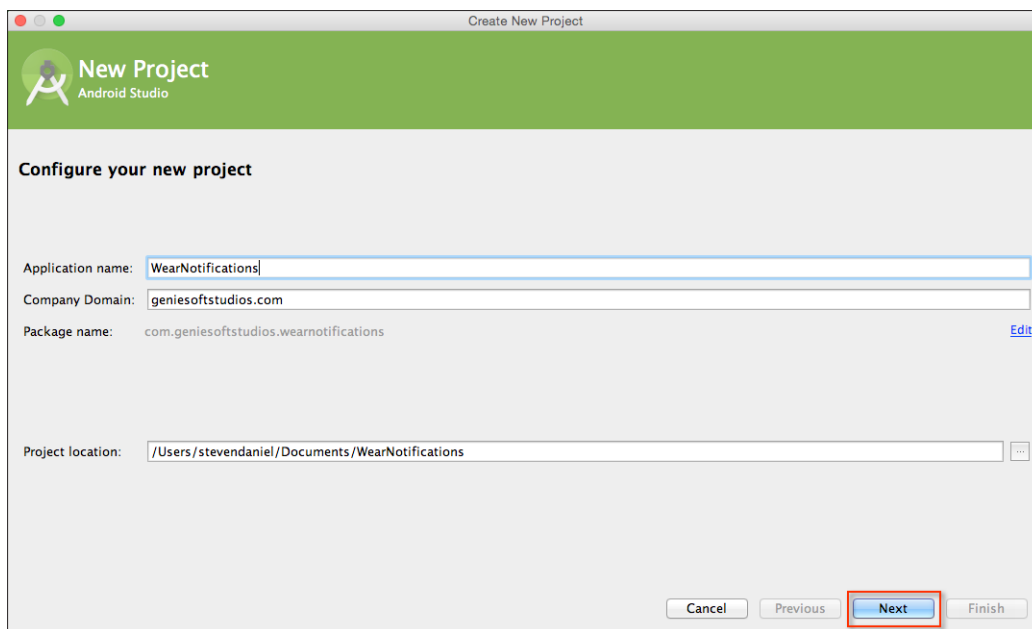 Create New Project
New Project
Android Studio
Configure your new project
Application name: WearNotifications
Company Domain: geniesoftstudios.com
Package name: com.geniesoftstudios.wearnotifications Edit
Project location: /Users/stevendaniel/Documents/WearNotifications ...
Cancel Previous Next Finish